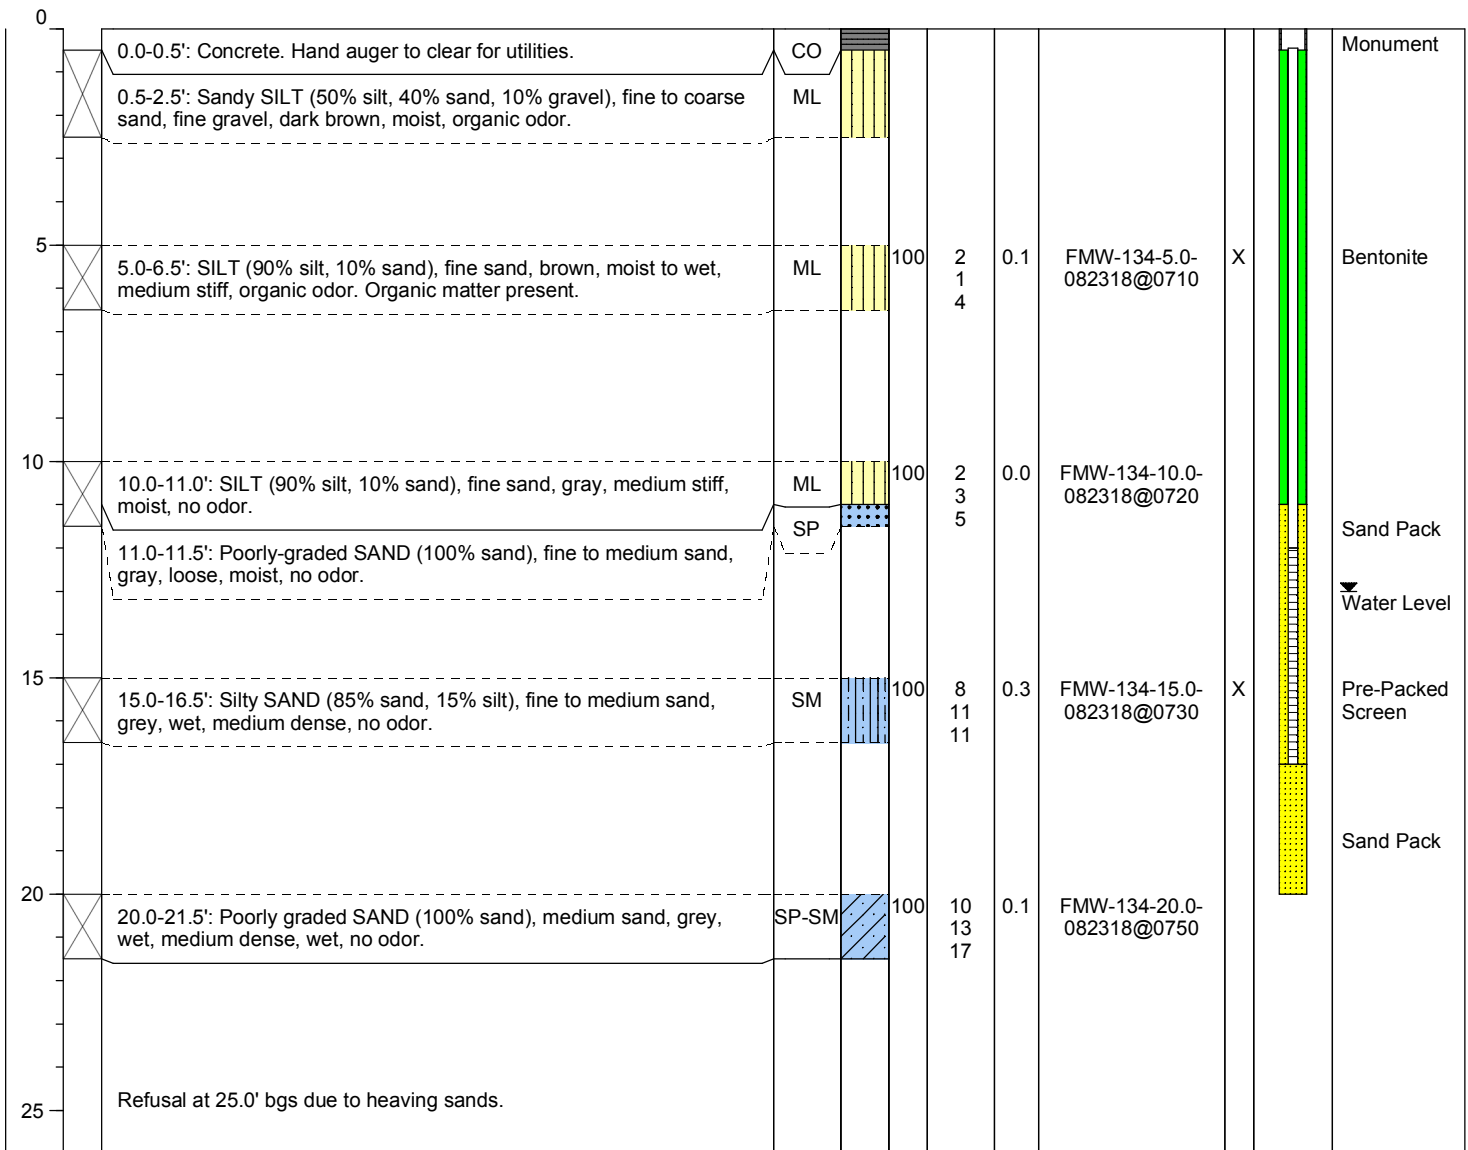 0
0.0-0.5': Concrete. Hand auger to clear for utilities.
CO
Monument
0.5-2.5': Sandy SILT (50% silt, 40% sand, 10% gravel), fine to coarse
sand, fine gravel, dark brown, moist, organic odor.
ML
5
5.0-6.5': SILT (90% silt, 10% sand), fine sand, brown, moist to wet,
medium stiff, organic odor. Organic matter present.
ML
100
2
1
4
0.1
FMW-134-5.0-
082318@0710
X
Bentonite
10
10.0-11.0': SILT (90% silt, 10% sand), fine sand, gray, medium stiff,
moist, no odor.
ML
100
2
3
5
0.0
FMW-134-10.0-
082318@0720
SP
Sand Pack
11.0-11.5': Poorly-graded SAND (100% sand), fine to medium sand,
gray, loose, moist, no odor.
Water Level
15
15.0-16.5': Silty SAND (85% sand, 15% silt), fine to medium sand,
grey, wet, medium dense, no odor.
SM
100
8
11
11
0.3
FMW-134-15.0-
082318@0730
X
Pre-Packed
Screen
Sand Pack
20
20.0-21.5': Poorly graded SAND (100% sand), medium sand, grey,
wet, medium dense, wet, no odor.
SP-SM
100
10
13
17
0.1
FMW-134-20.0-
082318@0750
Refusal at 25.0' bgs due to heaving sands.
25